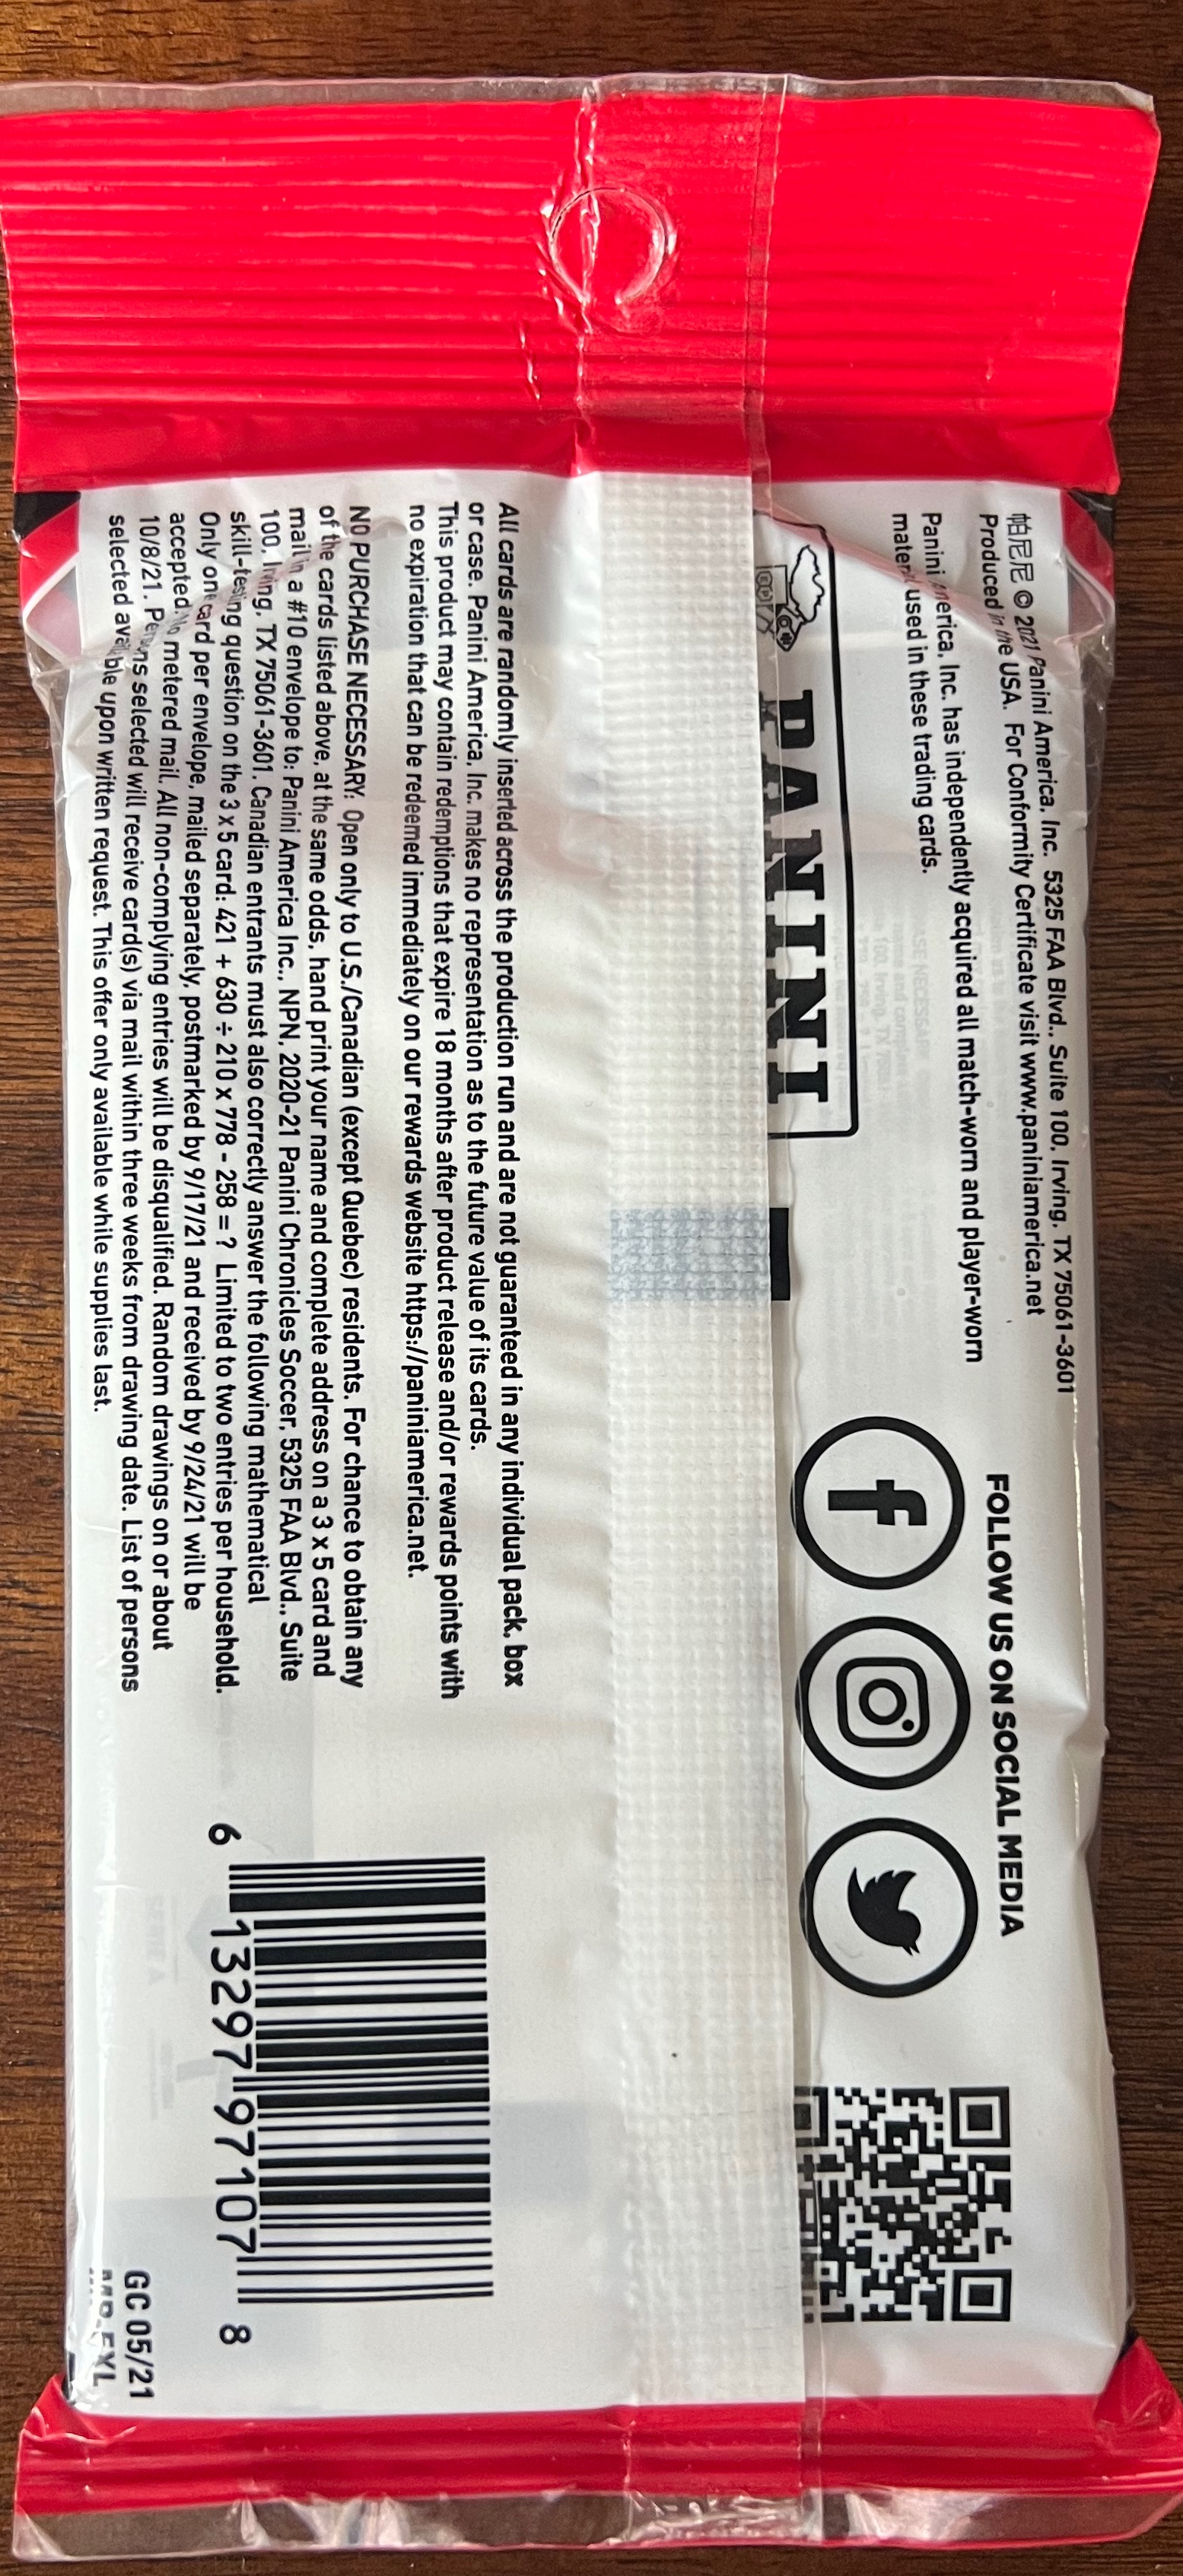 帕尼尼 © 2021 Panini America, Inc. 5325 FAA Blvd., Suite 100, Irving, TX 75061-3601
Produced in the USA. For Conformity Certificate visit www.paniniamerica.net
Panini America, Inc. has independently acquired all match-worn and player-worn
material used in these trading cards.
PANINI
FOLLOW US ON SOCIAL MEDIA
All cards are randomly inserted across the production run and are not guaranteed in any individual pack, box
or case. Panini America, Inc. makes no representation as to the future value of its cards.
This product may contain redemptions that expire 18 months after product release and/or rewards points with
no expiration that can be redeemed immediately on our rewards website https://paniniamerica.net.
NO PURCHASE NECESSARY: Open only to U.S./Canadian (except Quebec) residents. For chance to obtain any
of the cards listed above, at the same odds, hand print your name and complete address on a 3 x 5 card and
mail in a #10 envelope to: Panini America Inc., NPN, 2020-21 Panini Chronicles Soccer, 5325 FAA Blvd., Suite
100, Irving, TX 75061-3601. Canadian entrants must also correctly answer the following mathematical
skill-testing question on the 3 x 5 card: 421 + 630 ÷ 210 x 778 - 258 = ? Limited to two entries per household.
Only one card per envelope, mailed separately, postmarked by 9/17/21 and received by 9/24/21 will be
accepted. No metered mail. All non-complying entries will be disqualified. Random drawings on or about
10/8/21. Persons selected will receive card(s) via mail within three weeks from drawing date. List of persons
selected available upon written request. This offer only available while supplies last.
6 13297 97107 8
GC 05/21